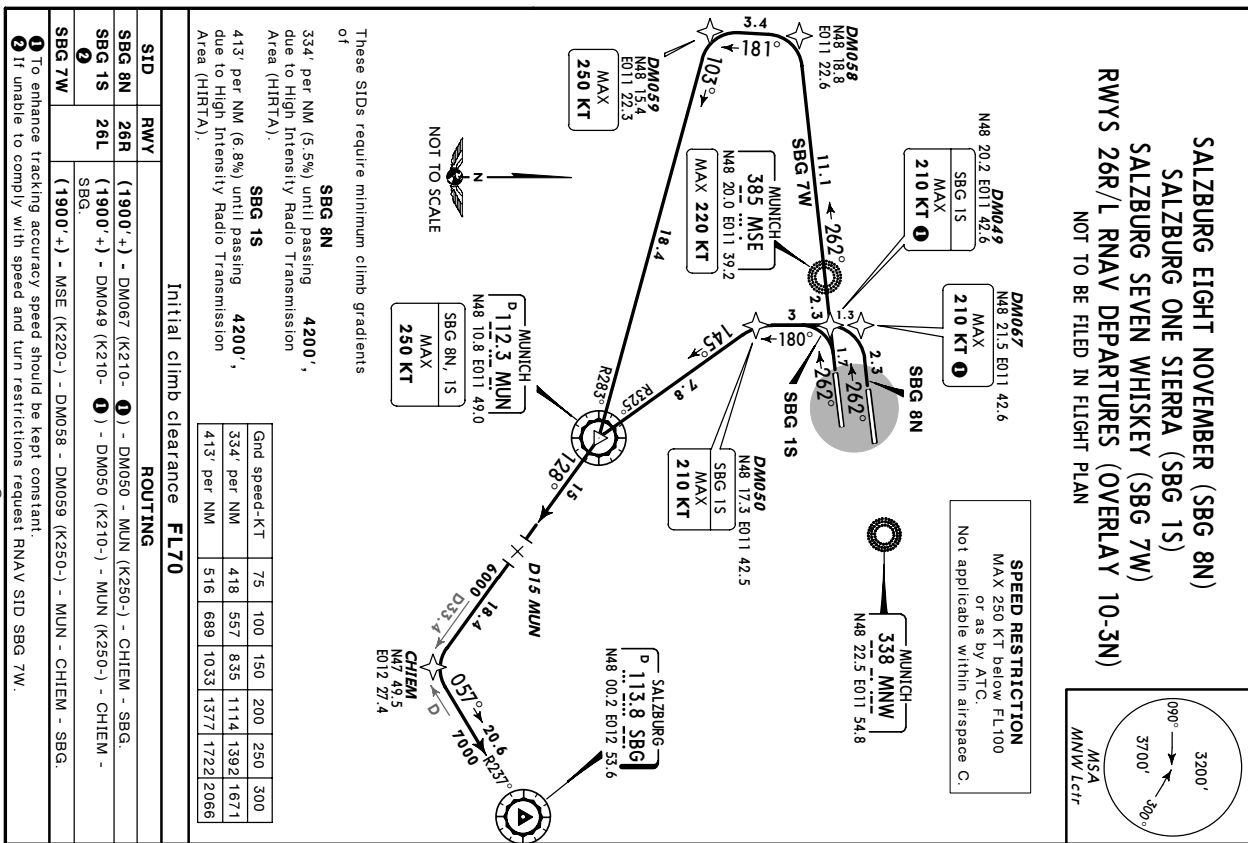 SALZBURG EIGHT NOVEMBER (SBG 8N)
SALZBURG ONE SIERRA (SBG 1S)
SALZBURG SEVEN WHISKEY (SBG 7W)
RWYS 26R/L RNAV DEPARTURES (OVERLAY 10-3N)
NOT TO BE FILED IN FLIGHT PLAN
3200'
090°
3700'
300°
MSA
MNW Lctr
SPEED RESTRICTION
MAX 250 KT below FL100
or as by ATC.
Not applicable within airspace C.
DM067
N48 21.5 E011 42.6
MAX
210 KT ❶
DM049
N48 20.2 E011 42.6
SBG 1S
MAX
210 KT ❶
MUNICH
338 MNW
N48 22.5 E011 54.8
SBG 8N
2.3
262°
1.3
1.7
262°
SBG 1S
2.3
3
180°
MUNICH
385 MSE
N48 20.0 E011 39.2
MAX 220 KT
262°
11.1
SBG 7W
DM058
N48 18.8
E011 22.6
3.4
181°
DM059
N48 15.4
E011 22.3
MAX
250 KT
103°
18.4
R283°
DM050
N48 17.3 E011 42.5
SBG 1S
MAX
210 KT
145°
7.8
R325°
MUNICH
D 112.3 MUN
N48 10.8 E011 49.0
SBG 8N, 1S
MAX
250 KT
128°
15
D15 MUN
6000
18.4
D33.4
CHIEM
N47 49.5
E012 27.4
057°
20.6
7000
D
R237°
SALZBURG
D 113.8 SBG
N48 00.2 E012 53.6
N
NOT TO SCALE
These SIDs require minimum climb gradients
of
SBG 8N
334' per NM (5.5%) until passing 4200',
due to High Intensity Radio Transmission
Area (HIRTA).
SBG 1S
413' per NM (6.8%) until passing 4200',
due to High Intensity Radio Transmission
Area (HIRTA).
Gnd speed-KT 75 100 150 200 250 300
334' per NM 418 557 835 1114 1392 1671
413' per NM 516 689 1033 1377 1722 2066
Initial climb clearance FL70
SID RWY ROUTING
SBG 8N 26R (1900'+) - DM067 (K210- ❶) - DM050 - MUN (K250-) - CHIEM - SBG.
SBG 1S ❷ 26L (1900'+) - DM049 (K210- ❶) - DM050 (K210-) - MUN (K250-) - CHIEM -
SBG.
SBG 7W (1900'+) - MSE (K220-) - DM058 - DM059 (K250-) - MUN - CHIEM - SBG.
❶ To enhance tracking accuracy speed should be kept constant.
❷ If unable to comply with speed and turn restrictions request RNAV SID SBG 7W.